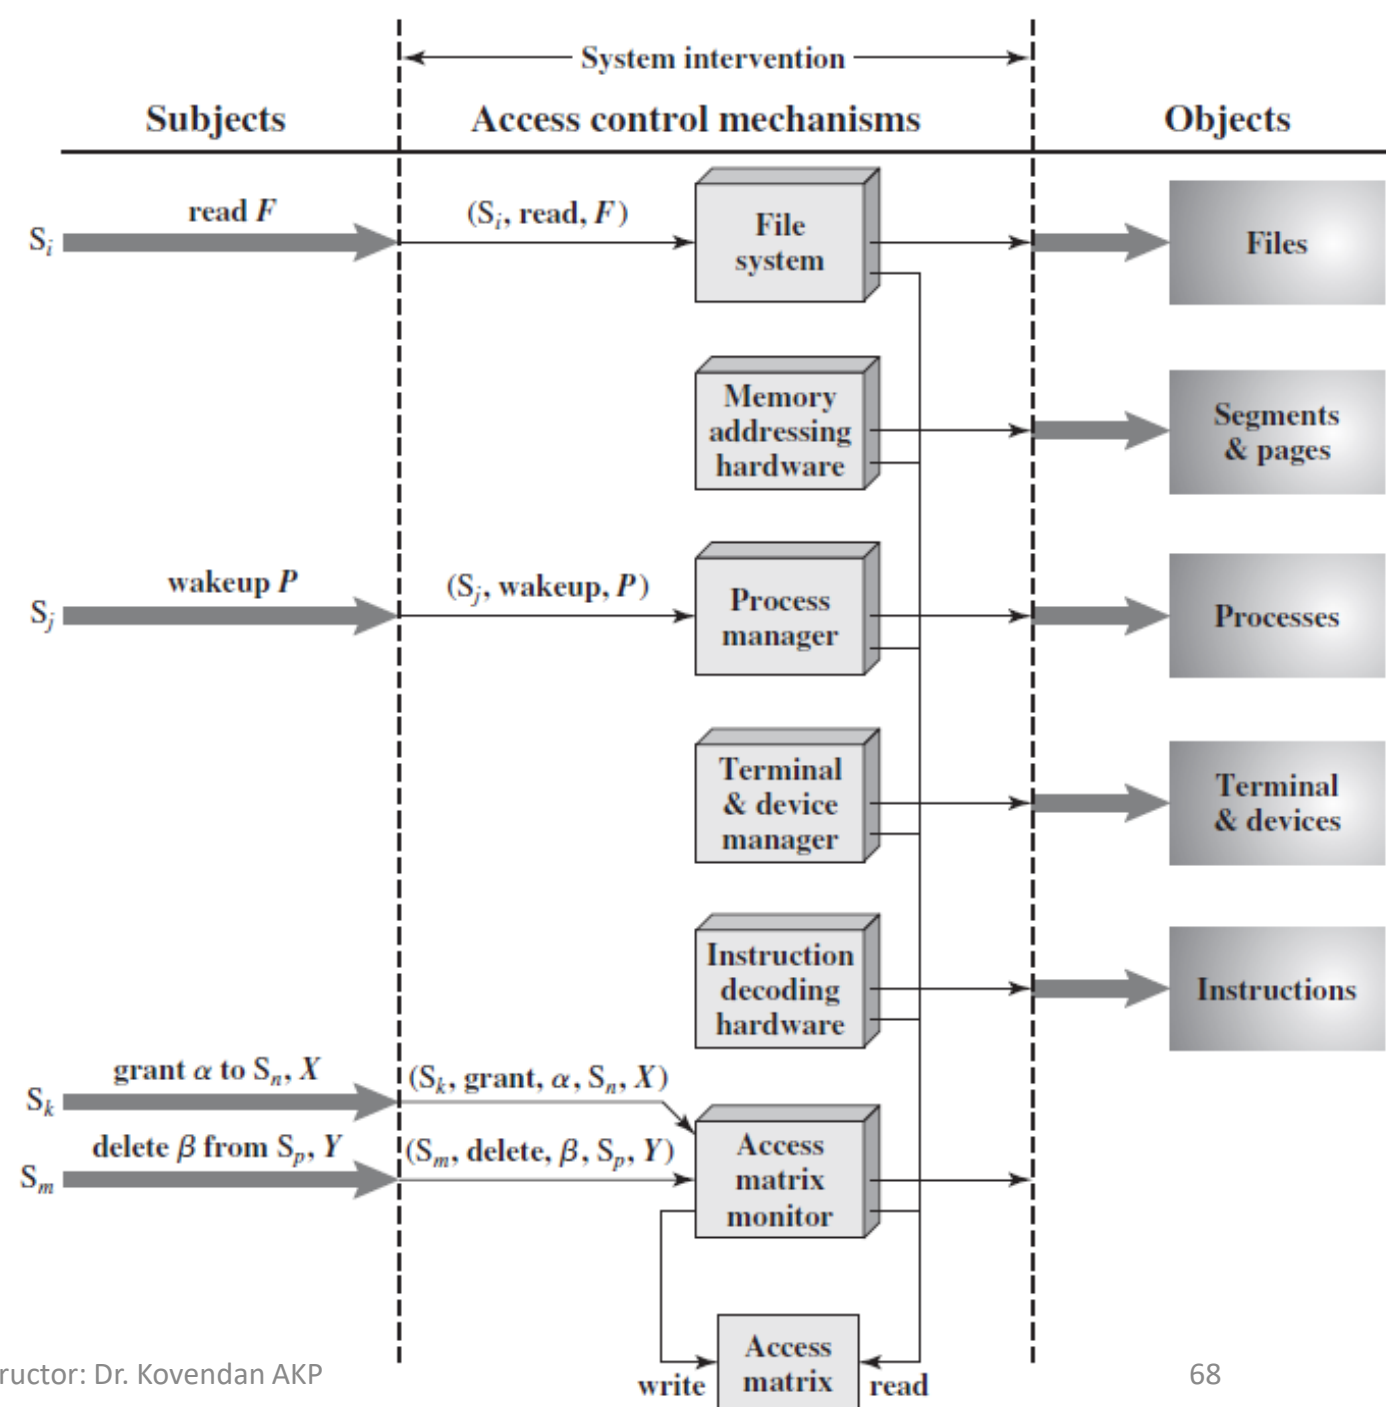 System intervention
Subjects
Access control mechanisms
Objects
read F
(Sᵢ, read, F)
Sᵢ
File
system
Files
Memory
addressing
hardware
Segments
& pages
wakeup P
(Sⱼ, wakeup, P)
Sⱼ
Process
manager
Processes
Terminal
& device
manager
Terminal
& devices
Instruction
decoding
hardware
Instructions
grant α to Sₙ, X
(Sₖ, grant, α, Sₙ, X)
Sₖ
delete β from Sₚ, Y
(Sₘ, delete, β, Sₚ, Y)
Sₘ
Access
matrix
monitor
Access
matrix
write
read
ructor: Dr. Kovendan AKP
68